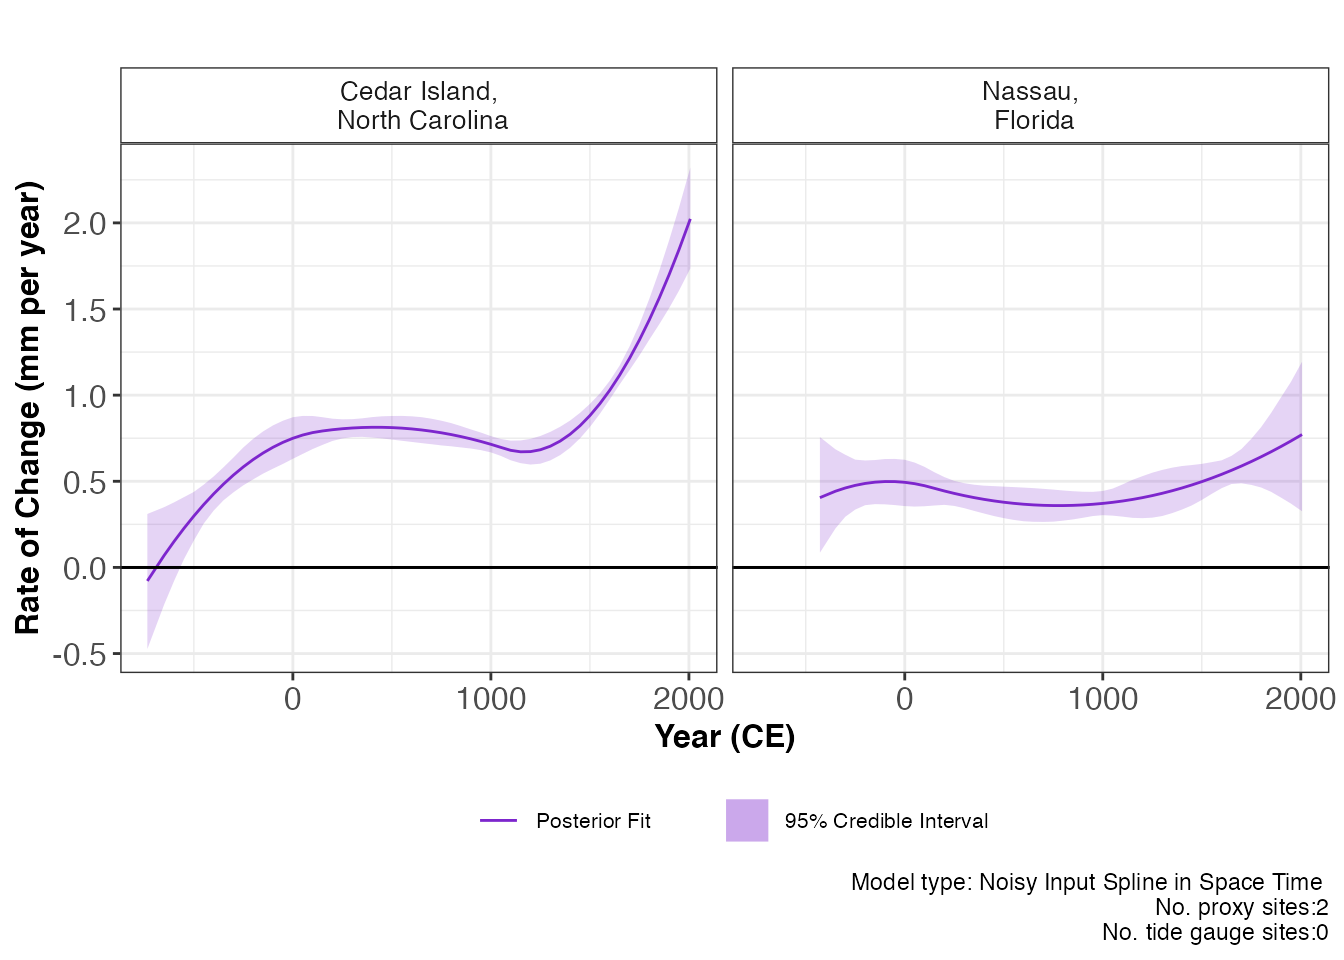 Cedar Island,
North Carolina
Nassau,
Florida
Rate of Change (mm per year)
2.0
1.5
1.0
0.5
0.0
-0.5
0
1000
2000
0
1000
2000
Year (CE)
Posterior Fit
95% Credible Interval
Model type: Noisy Input Spline in Space Time
No. proxy sites:2
No. tide gauge sites:0